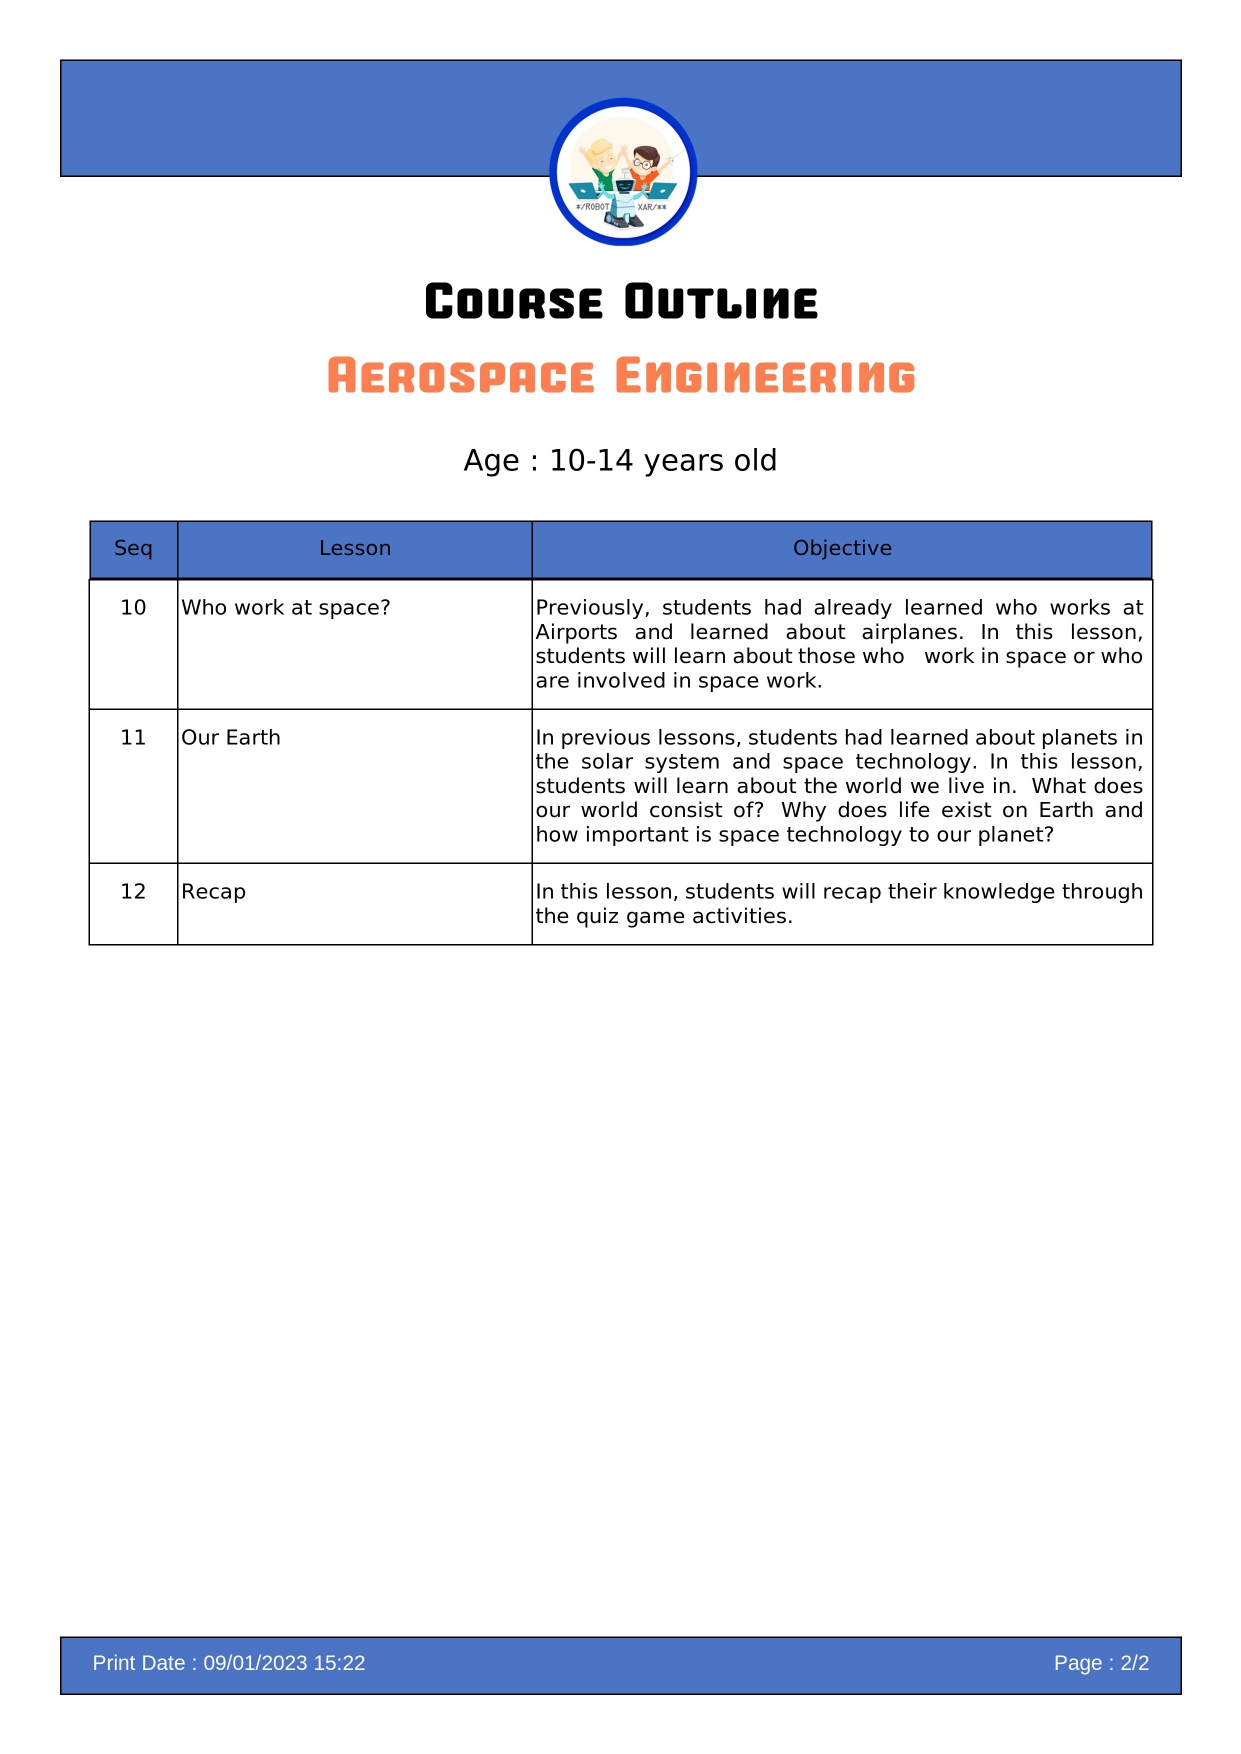 */ROBOT XAR/**
Course Outline
Aerospace Engineering
Age : 10-14 years old
Seq Lesson Objective
10 Who work at space? Previously, students had already learned who works at
Airports and learned about airplanes. In this lesson,
students will learn about those who work in space or who
are involved in space work.
11 Our Earth In previous lessons, students had learned about planets in
the solar system and space technology. In this lesson,
students will learn about the world we live in. What does
our world consist of? Why does life exist on Earth and
how important is space technology to our planet?
12 Recap In this lesson, students will recap their knowledge through
the quiz game activities.
Print Date : 09/01/2023 15:22 Page : 2/2